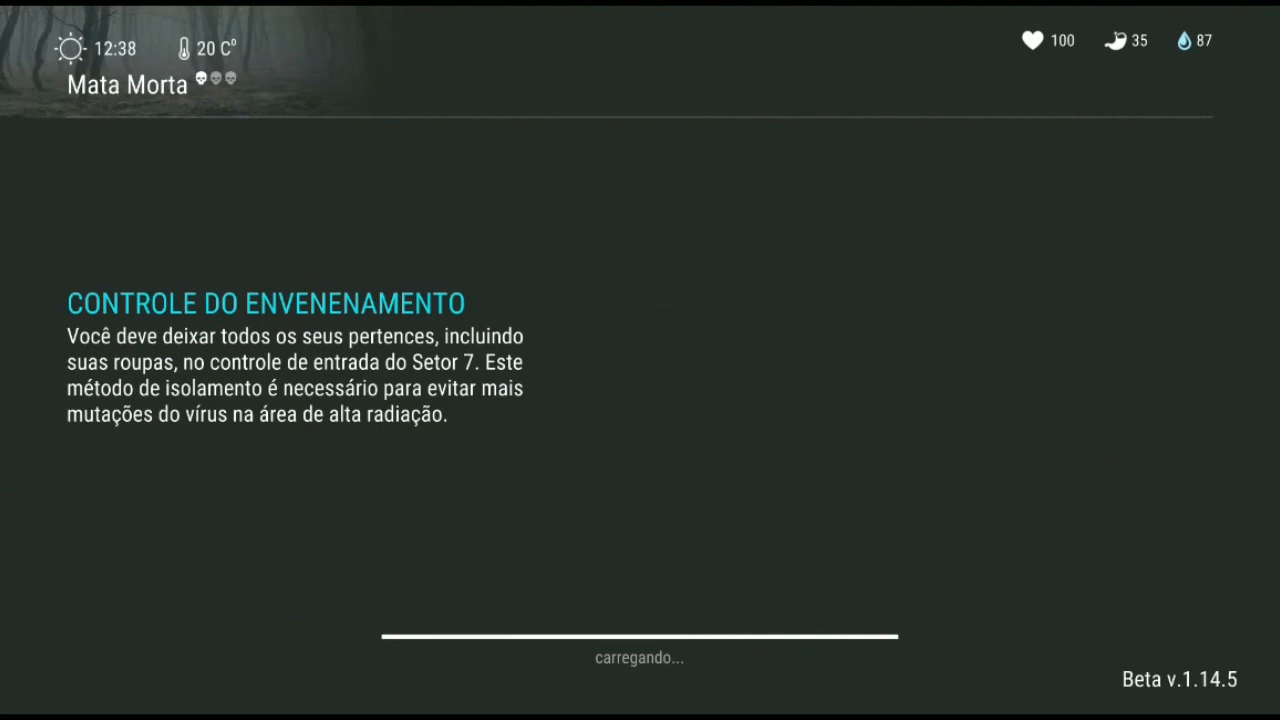 12:38 20 C⁰ 100 35 87
Mata Morta
CONTROLE DO ENVENENAMENTO
Você deve deixar todos os seus pertences, incluindo
suas roupas, no controle de entrada do Setor 7. Este
método de isolamento é necessário para evitar mais
mutações do vírus na área de alta radiação.
carregando...
Beta v.1.14.5